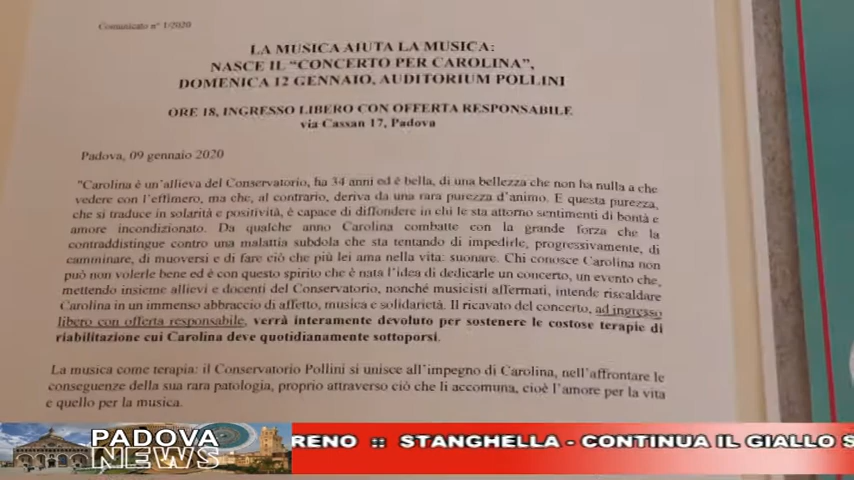 Comunicato n° 1/2020
LA MUSICA AIUTA LA MUSICA:
NASCE IL "CONCERTO PER CAROLINA",
DOMENICA 12 GENNAIO, AUDITORIUM POLLINI
ORE 18, INGRESSO LIBERO CON OFFERTA RESPONSABILE
via Cassan 17, Padova
Padova, 09 gennaio 2020
"Carolina è un'allieva del Conservatorio, ha 34 anni ed è bella, di una bellezza che non ha nulla a che
vedere con l'effimero, ma che, al contrario, deriva da una rara purezza d'animo. E questa purezza,
che si traduce in solarità e positività, è capace di diffondere in chi le sta attorno sentimenti di bontà e
amore incondizionato. Da qualche anno Carolina combatte con la grande forza che la
contraddistingue contro una malattia subdola che sta tentando di impedirle, progressivamente, di
camminare, di muoversi e di fare ciò che più lei ama nella vita: suonare. Chi conosce Carolina non
può non volerle bene ed è con questo spirito che è nata l'idea di dedicarle un concerto, un evento che,
mettendo insieme allievi e docenti del Conservatorio, nonché musicisti affermati, intende riscaldare
Carolina in un immenso abbraccio di affetto, musica e solidarietà. Il ricavato del concerto, ad ingresso
libero con offerta responsabile, verrà interamente devoluto per sostenere le costose terapie di
riabilitazione cui Carolina deve quotidianamente sottoporsi.
La musica come terapia: il Conservatorio Pollini si unisce all'impegno di Carolina, nell'affrontare le
conseguenze della sua rara patologia, proprio attraverso ciò che li accomuna, cioè l'amore per la vita
e quello per la musica.
PADOVA NEWS
RENO :: STANGHELLA - CONTINUA IL GIALLO S